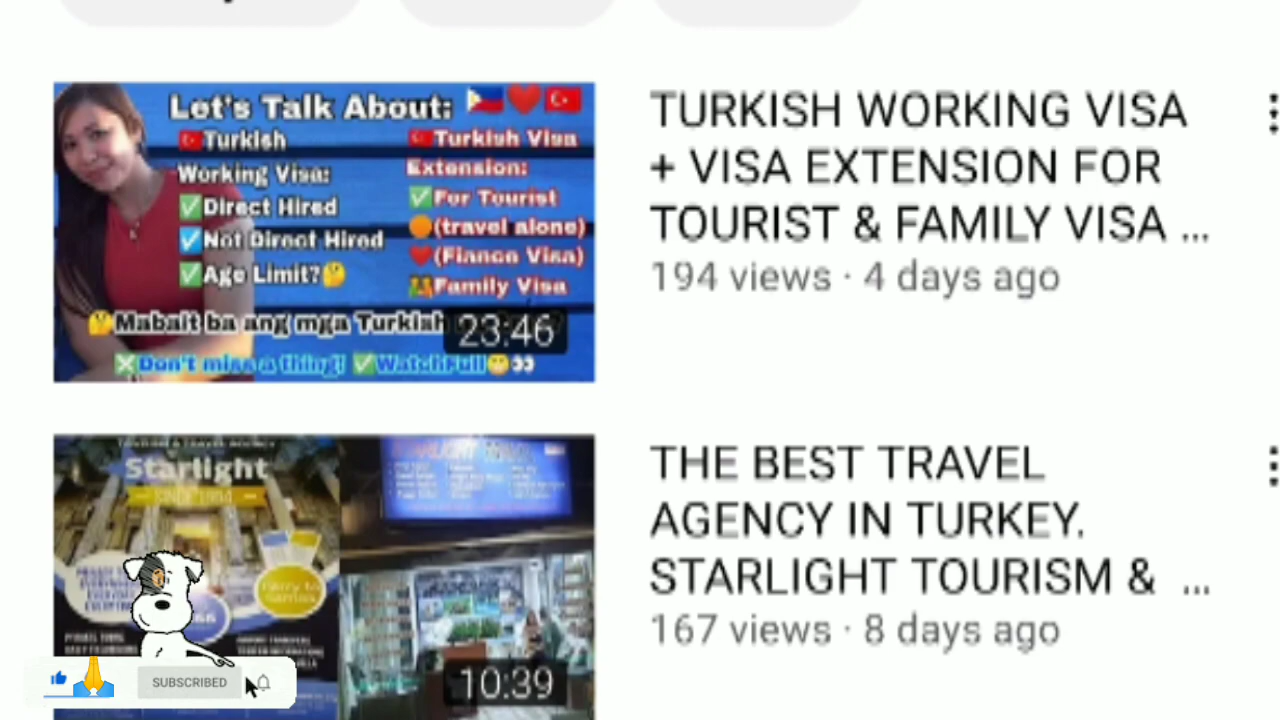 Let's Talk About:
Turkish
Working Visa:
Direct Hired
Not Direct Hired
Age Limit?
Turkish Visa
Extension:
For Tourist
(travel alone)
(Fiance Visa)
Family Visa
Mabait ba ang mga Turkish
23:46
Don't miss a thing! Watch Full
TURKISH WORKING VISA
+ VISA EXTENSION FOR
TOURIST & FAMILY VISA ...
194 views · 4 days ago
TOURISM & TRAVEL AGENCY
Starlight
10:39
THE BEST TRAVEL
AGENCY IN TURKEY.
STARLIGHT TOURISM & ...
167 views · 8 days ago
SUBSCRIBED